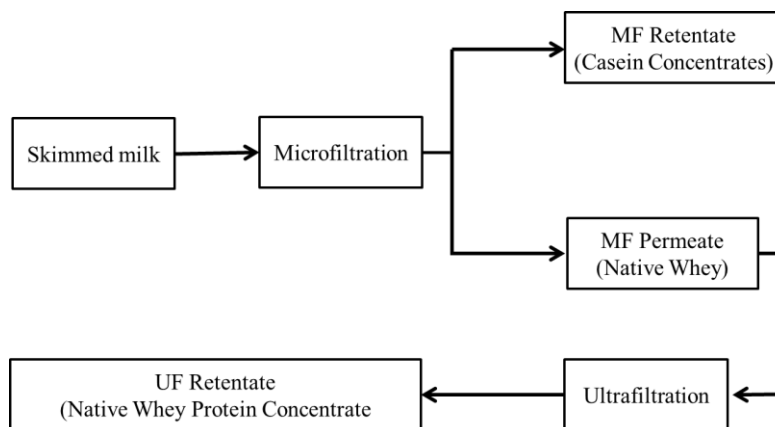 MF Retentate
(Casein Concentrates)
Skimmed milk
Microfiltration
MF Permeate
(Native Whey)
UF Retentate
(Native Whey Protein Concentrate
Ultrafiltration